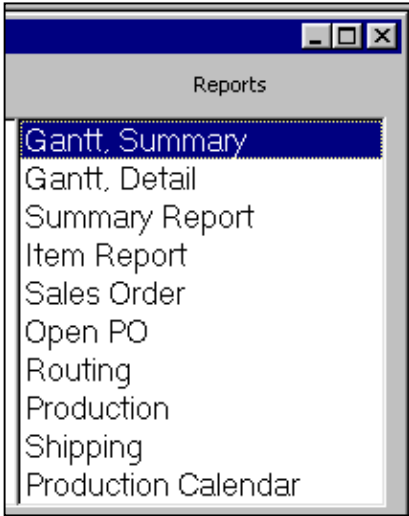 Reports
Gantt, Summary
Gantt, Detail
Summary Report
Item Report
Sales Order
Open PO
Routing
Production
Shipping
Production Calendar